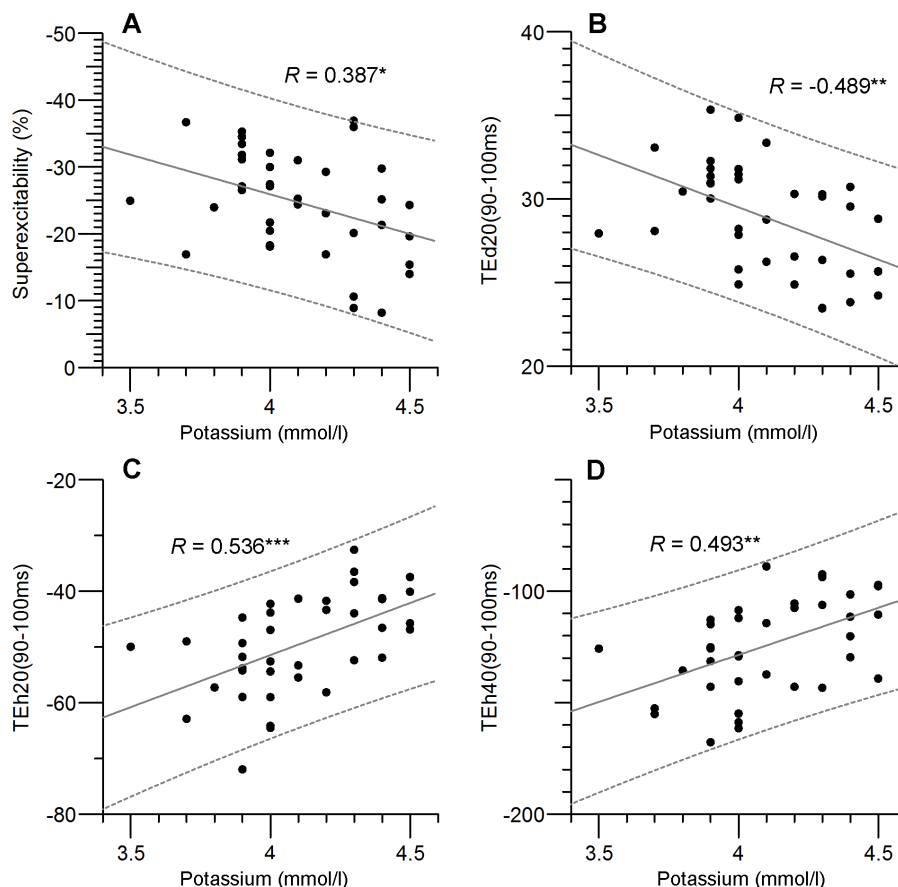 A
-50
-40
-30
-20
-10
0
Superexcitability (%)
R = 0.387*
3.5 4 4.5
Potassium (mmol/l)
B
40
30
20
TEd20(90-100ms)
R = -0.489**
3.5 4 4.5
Potassium (mmol/l)
C
-20
-40
-60
-80
TEh20(90-100ms)
R = 0.536***
3.5 4 4.5
Potassium (mmol/l)
D
-100
-200
TEh40(90-100ms)
R = 0.493**
3.5 4 4.5
Potassium (mmol/l)